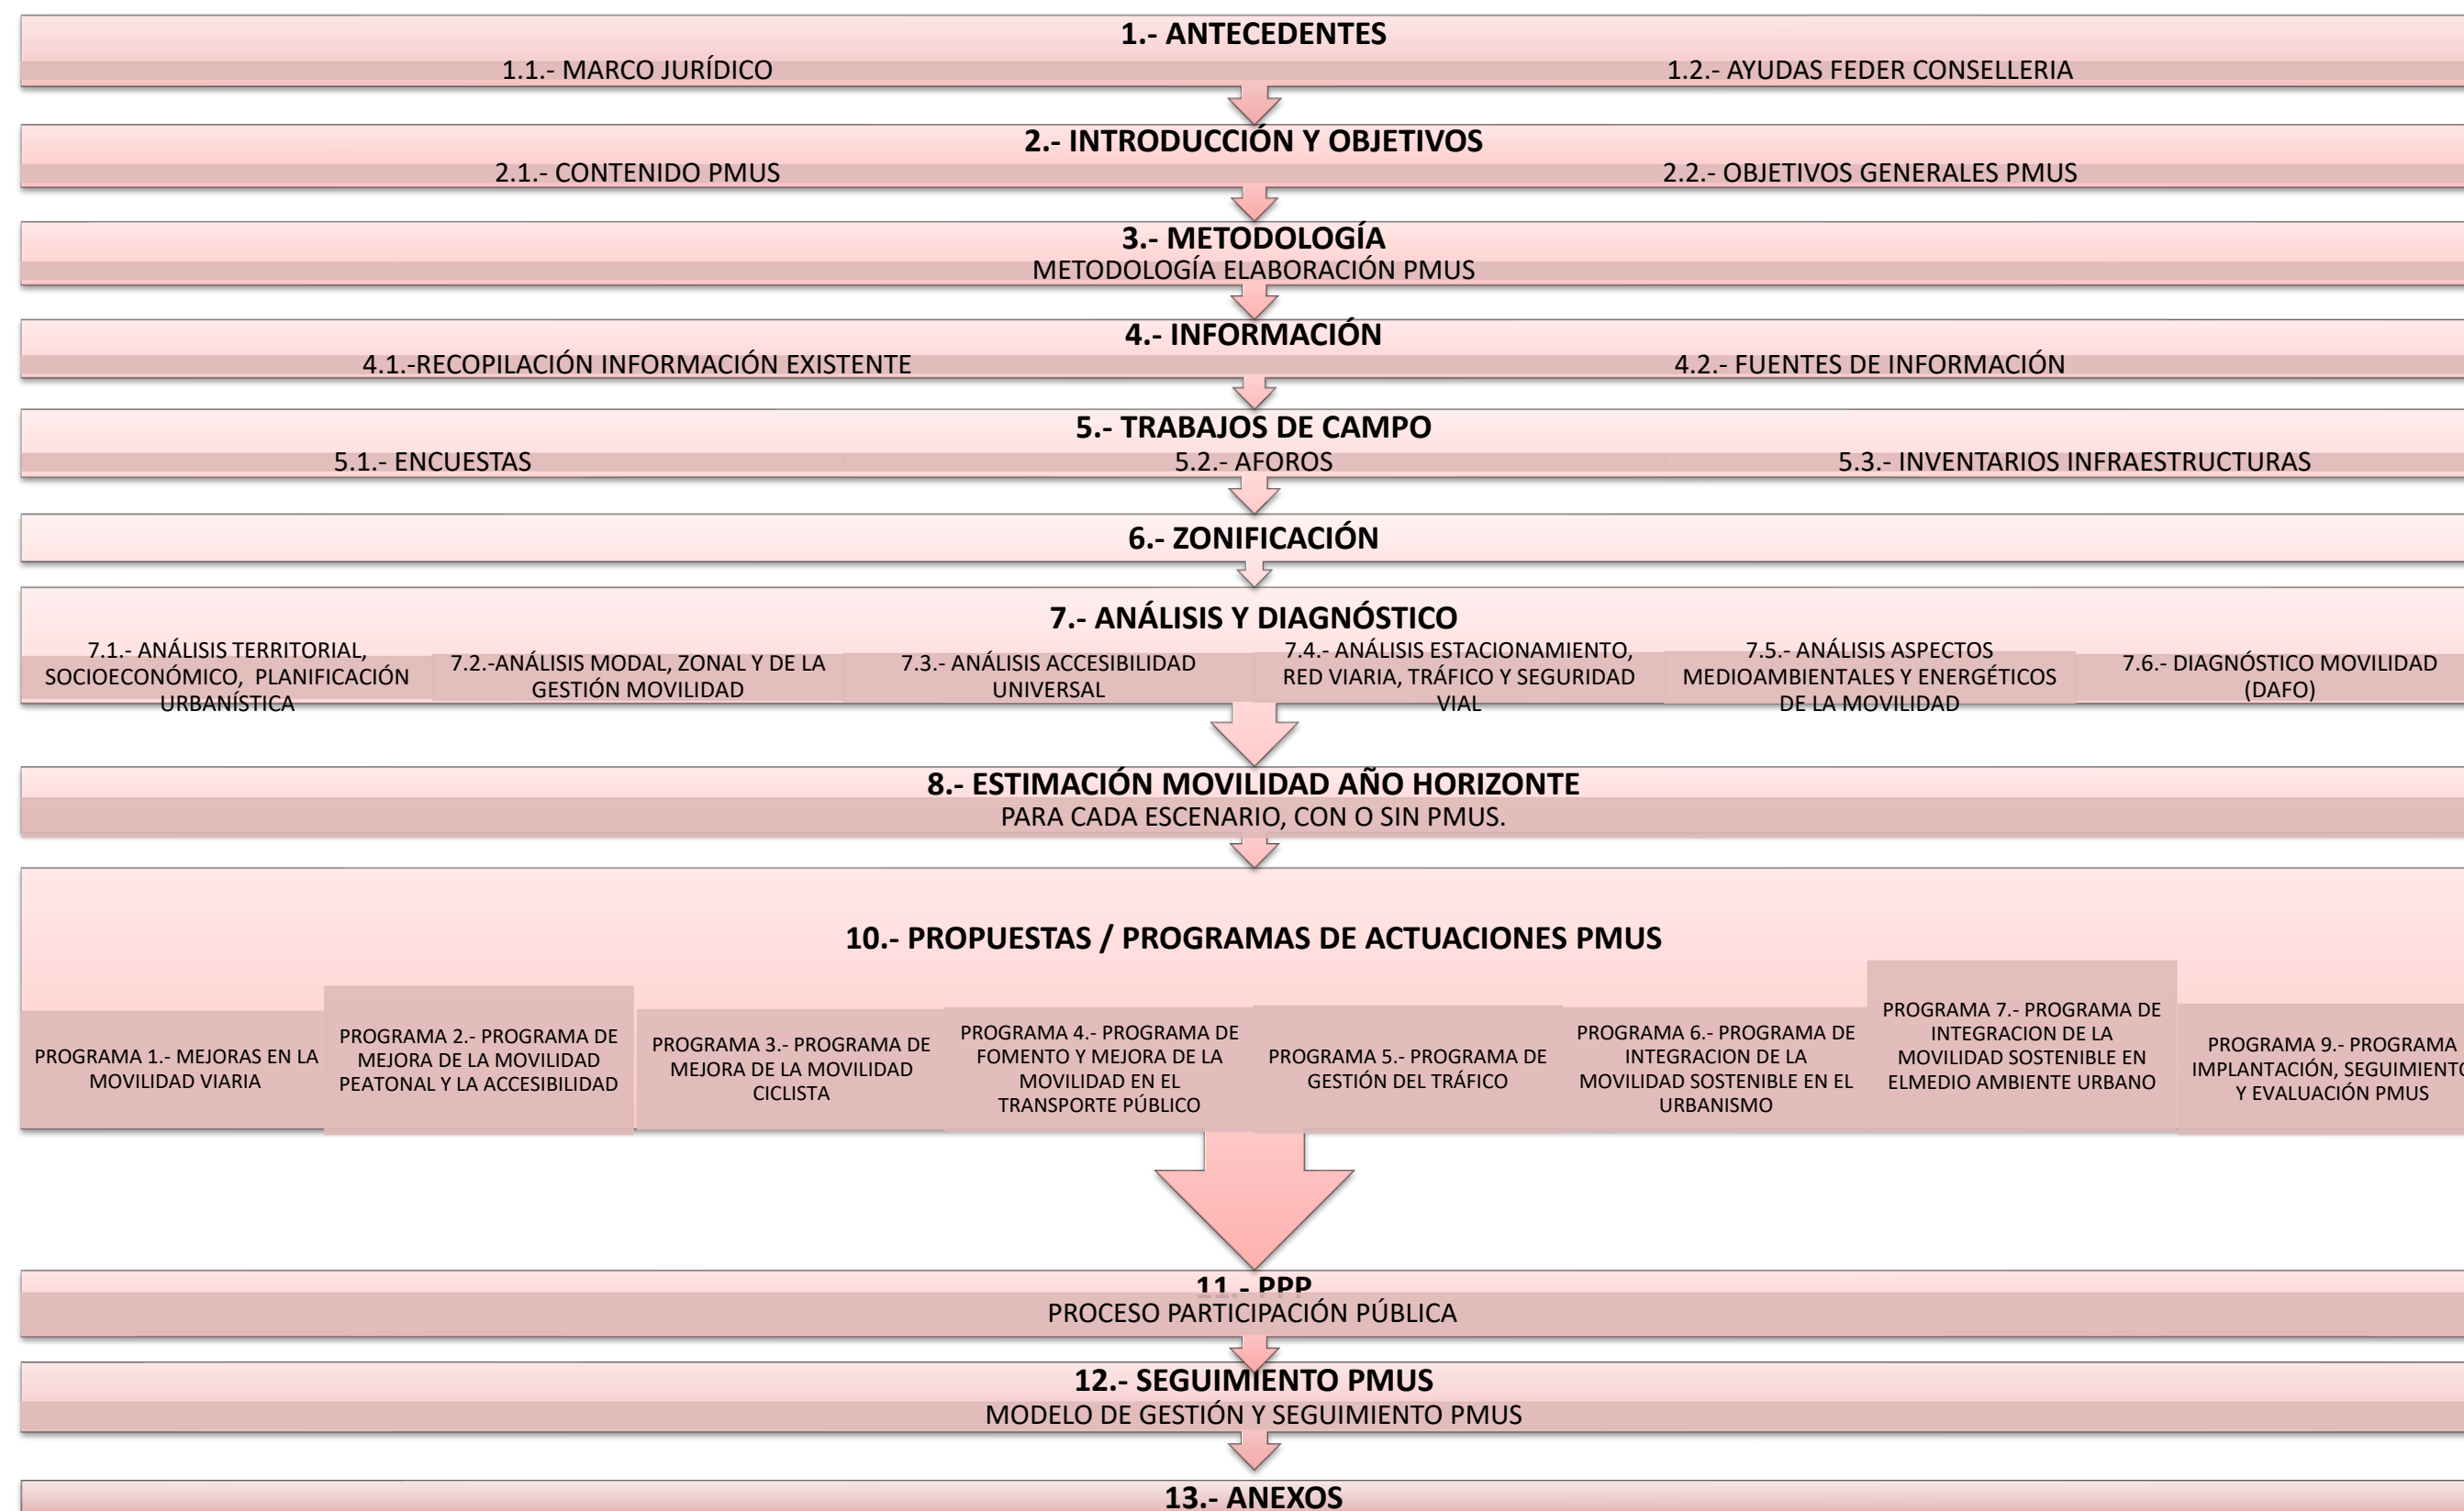 1.- ANTECEDENTES
1.1.- MARCO JURÍDICO
1.2.- AYUDAS FEDER CONSELLERIA
2.- INTRODUCCIÓN Y OBJETIVOS
2.1.- CONTENIDO PMUS
2.2.- OBJETIVOS GENERALES PMUS
3.- METODOLOGÍA
METODOLOGÍA ELABORACIÓN PMUS
4.- INFORMACIÓN
4.1.-RECOPILACIÓN INFORMACIÓN EXISTENTE
4.2.- FUENTES DE INFORMACIÓN
5.- TRABAJOS DE CAMPO
5.1.- ENCUESTAS
5.2.- AFOROS
5.3.- INVENTARIOS INFRAESTRUCTURAS
6.- ZONIFICACIÓN
7.- ANÁLISIS Y DIAGNÓSTICO
7.1.- ANÁLISIS TERRITORIAL,
SOCIOECONÓMICO, PLANIFICACIÓN
URBANÍSTICA
7.2.-ANÁLISIS MODAL, ZONAL Y DE LA
GESTIÓN MOVILIDAD
7.3.- ANÁLISIS ACCESIBILIDAD
UNIVERSAL
7.4.- ANÁLISIS ESTACIONAMIENTO,
RED VIARIA, TRÁFICO Y SEGURIDAD
VIAL
7.5.- ANÁLISIS ASPECTOS
MEDIOAMBIENTALES Y ENERGÉTICOS
DE LA MOVILIDAD
7.6.- DIAGNÓSTICO MOVILIDAD
(DAFO)
8.- ESTIMACIÓN MOVILIDAD AÑO HORIZONTE
PARA CADA ESCENARIO, CON O SIN PMUS.
10.- PROPUESTAS / PROGRAMAS DE ACTUACIONES PMUS
PROGRAMA 1.- MEJORAS EN LA
MOVILIDAD VIARIA
PROGRAMA 2.- PROGRAMA DE
MEJORA DE LA MOVILIDAD
PEATONAL Y LA ACCESIBILIDAD
PROGRAMA 3.- PROGRAMA DE
MEJORA DE LA MOVILIDAD
CICLISTA
PROGRAMA 4.- PROGRAMA DE
FOMENTO Y MEJORA DE LA
MOVILIDAD EN EL
TRANSPORTE PÚBLICO
PROGRAMA 5.- PROGRAMA DE
GESTIÓN DEL TRÁFICO
PROGRAMA 6.- PROGRAMA DE
INTEGRACION DE LA
MOVILIDAD SOSTENIBLE EN EL
URBANISMO
PROGRAMA 7.- PROGRAMA DE
INTEGRACION DE LA
MOVILIDAD SOSTENIBLE EN
ELMEDIO AMBIENTE URBANO
PROGRAMA 9.- PROGRAMA
IMPLANTACIÓN, SEGUIMIENTO
Y EVALUACIÓN PMUS
11.- PPP
PROCESO PARTICIPACIÓN PÚBLICA
12.- SEGUIMIENTO PMUS
MODELO DE GESTIÓN Y SEGUIMIENTO PMUS
13.- ANEXOS